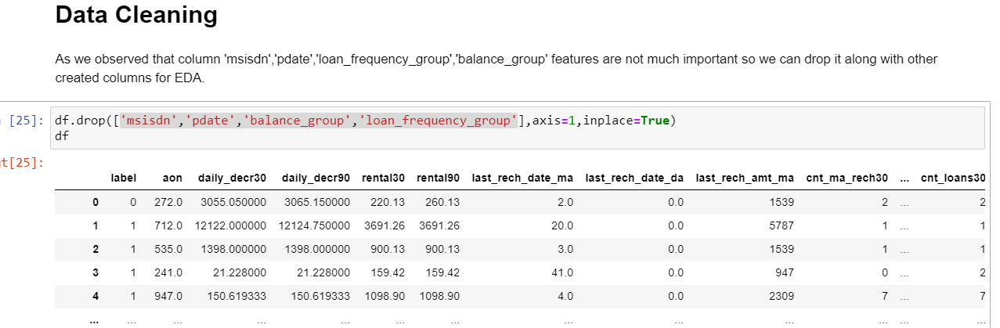 Data Cleaning
As we observed that column 'msisdn','pdate','loan_frequency_group','balance_group' features are not much important so we can drop it along with other
created columns for EDA.
[25]: df.drop(['msisdn','pdate','balance_group','loan_frequency_group'],axis=1,inplace=True)
df
t[25]:
label aon daily_decr30 daily_decr90 rental30 rental90 last_rech_date_ma last_rech_date_da last_rech_amt_ma cnt_ma_rech30 ... cnt_loans30
0 0 272.0 3055.050000 3065.150000 220.13 260.13 2.0 0.0 1539 2 ... 2
1 1 712.0 12122.000000 12124.750000 3691.26 3691.26 20.0 0.0 5787 1 ... 1
2 1 535.0 1398.000000 1398.000000 900.13 900.13 3.0 0.0 1539 1 ... 1
3 1 241.0 21.228000 21.228000 159.42 159.42 41.0 0.0 947 0 ... 2
4 1 947.0 150.619333 150.619333 1098.90 1098.90 4.0 0.0 2309 7 ... 7
... ... ... ... ... ... ... ... ... ... ... ... ...